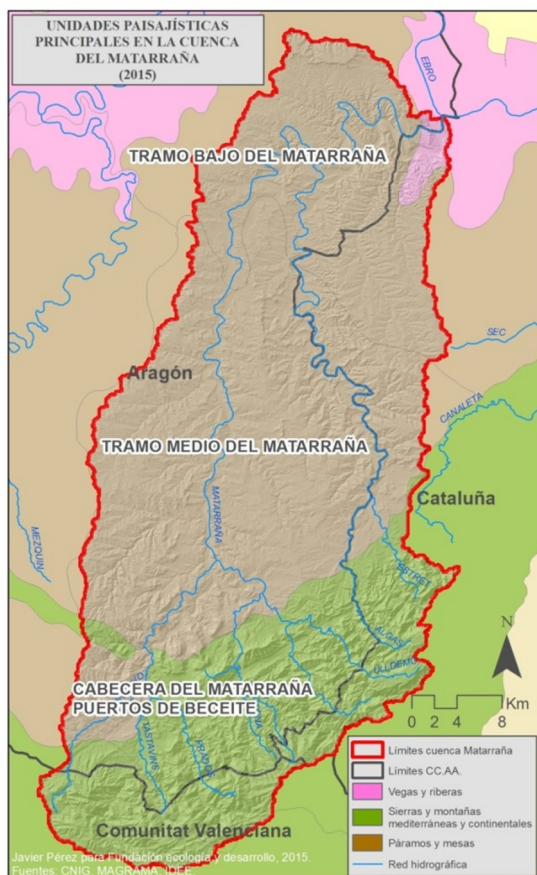 UNIDADES PAISAJÍSTICAS
PRINCIPALES EN LA CUENCA
DEL MATARRAÑA
(2015)
EBRO
TRAMO BAJO DEL MATARRAÑA
SEC
Aragón
CANALETA
TRAMO MEDIO DEL MATARRAÑA
MATARRAÑA
Cataluña
MEZQUIN
ESTRET
ALGAS
ULLDEMO
N
CABECERA DEL MATARRAÑA
PUERTOS DE BECEITE
TASTAVINS
PRADOS
Km
0 2 4 8
Límites cuenca Matarraña
Límites CC.AA.
Vegas y riberas
Sierras y montañas
mediterráneas y continentales
Páramos y mesas
Red hidrográfica
Comunitat Valenciana
Javier Pérez para Fundación ecología y desarrollo, 2015.
Fuentes: CNIG, MAGRAMA, IDEE